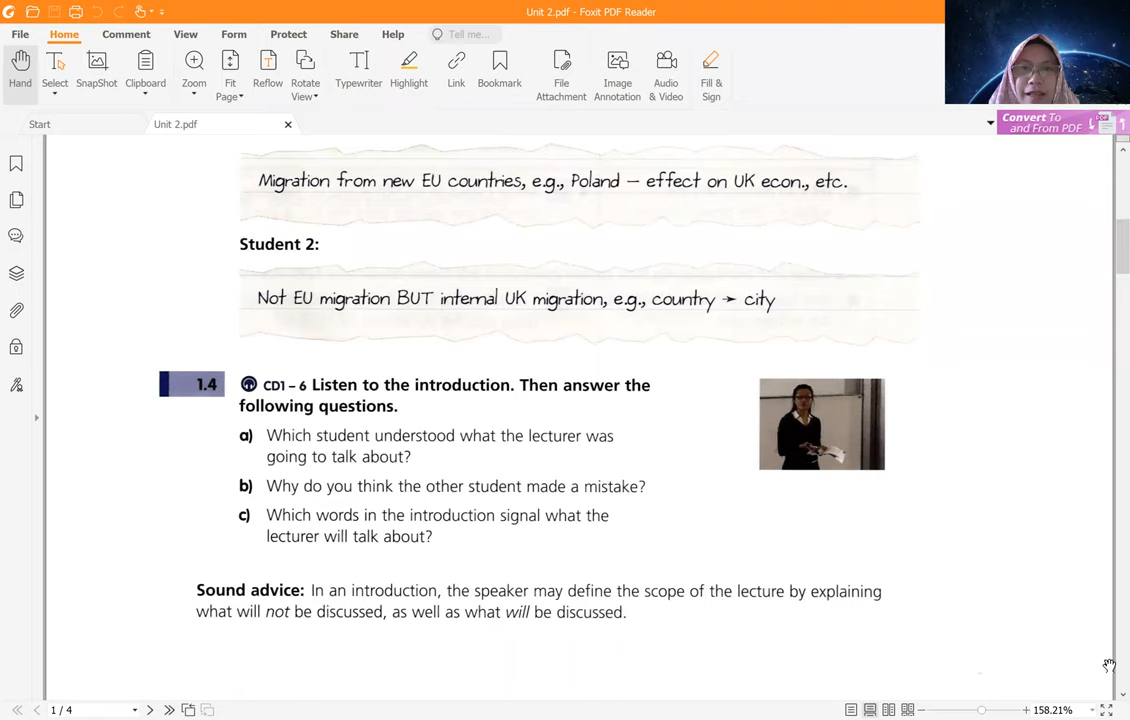 Unit 2.pdf - Foxit PDF Reader
File Home Comment View Form Protect Share Help Tell me...
Hand Select SnapShot Clipboard Zoom Fit Page Reflow Rotate View Typewriter Highlight Link Bookmark File Attachment Image Annotation Audio & Video Fill & Sign
Start Unit 2.pdf
Convert To
and From PDF
Migration from new EU countries, e.g., Poland – effect on UK econ., etc.
Student 2:
Not EU migration BUT internal UK migration, e.g., country → city
1.4 CD1 – 6 Listen to the introduction. Then answer the
following questions.
a) Which student understood what the lecturer was
going to talk about?
b) Why do you think the other student made a mistake?
c) Which words in the introduction signal what the
lecturer will talk about?
Sound advice: In an introduction, the speaker may define the scope of the lecture by explaining
what will not be discussed, as well as what will be discussed.
1 / 4
158.21%